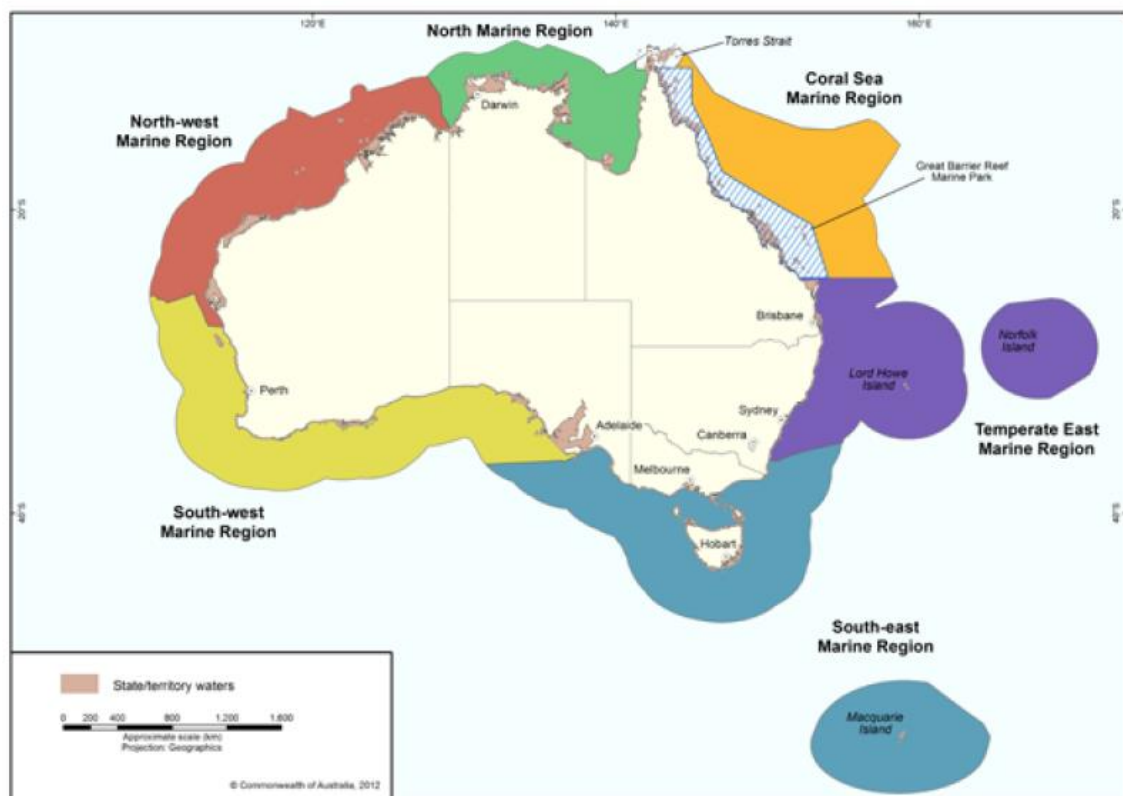 120°E
140°E
160°E
North Marine Region
Torres Strait
Coral Sea
Marine Region
North-west
Marine Region
Darwin
Great Barrier Reef
Marine Park
20°S
20°S
Brisbane
Norfolk
Island
Lord Howe
Island
Perth
Sydney
Adelaide
Canberra
Temperate East
Marine Region
Melbourne
South-west
Marine Region
40°S
40°S
Hobart
South-east
Marine Region
State/territory waters
Macquarie
Island
0 200 400 800 1,200 1,600
Approximate scale (km)
Projection: Geographics
© Commonwealth of Australia, 2012